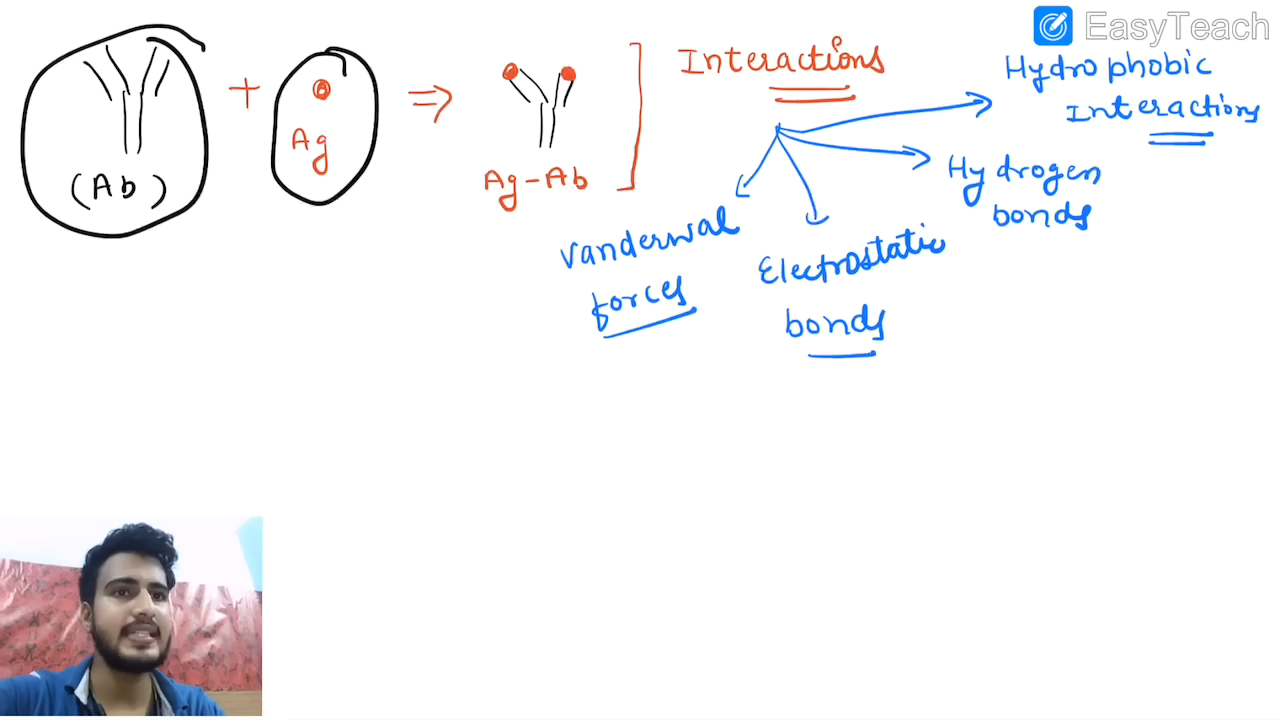 EasyTeach
(Ab)
+
Ag
⇒
Ag-Ab
Interactions
Hydrophobic
Interactions
Hydrogen
bonds
Vanderwal
forces
Electrostatic
bonds